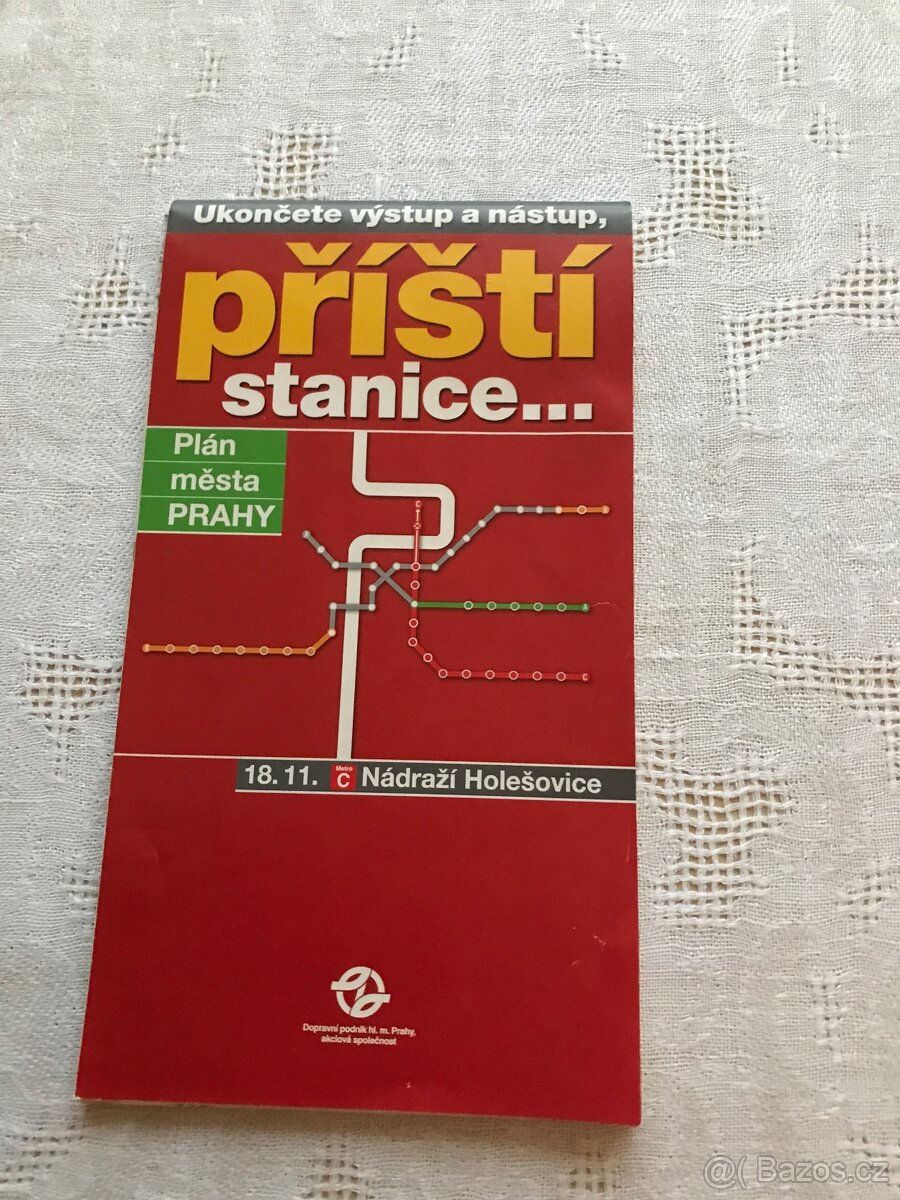 Ukončete výstup a nástup,
příští
stanice...
Plán
města
PRAHY
C
A
C
18. 11. Metro C Nádraží Holešovice
Dopravní podnik hl. m. Prahy,
akciová společnost
@( Bazos.cz